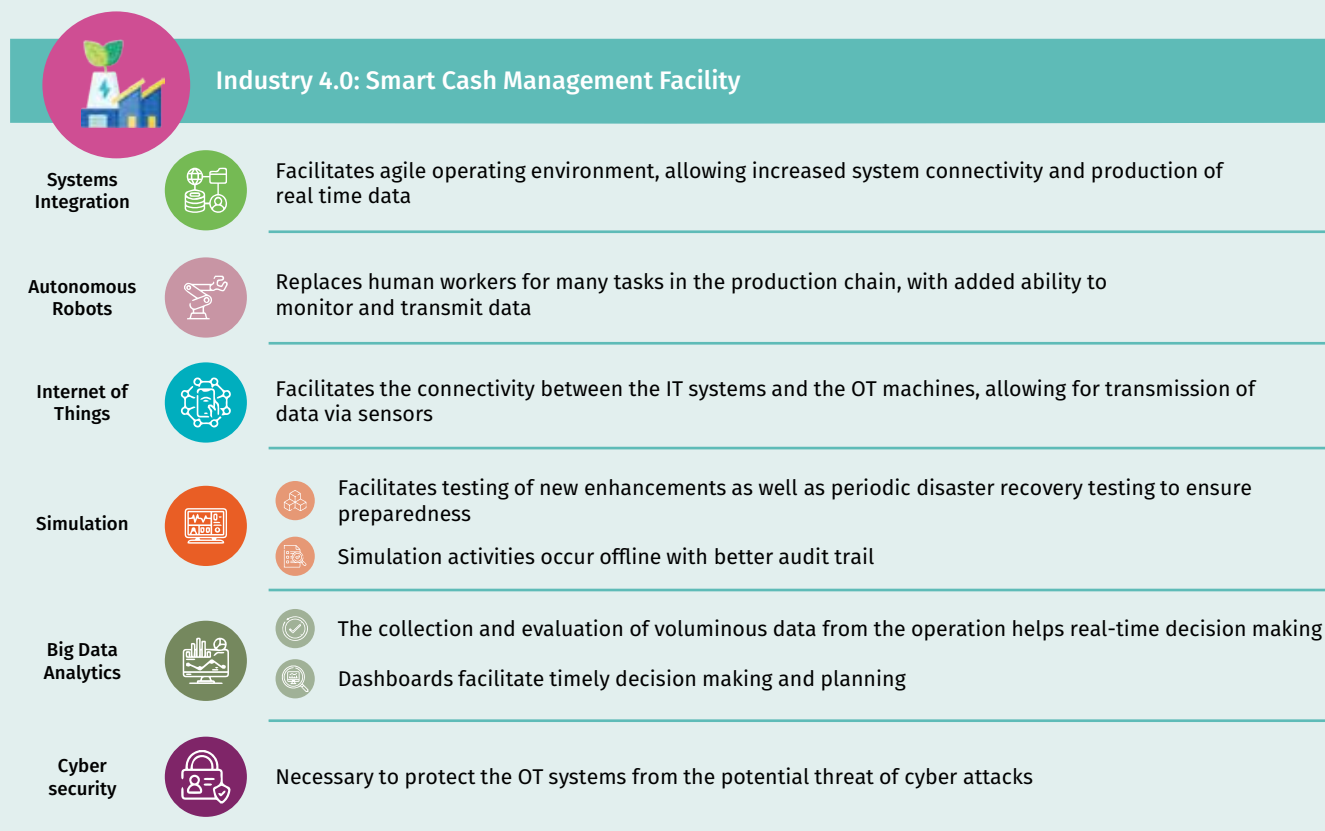 Industry 4.0: Smart Cash Management Facility
Systems
Integration
Facilitates agile operating environment, allowing increased system connectivity and production of
real time data
Autonomous
Robots
Replaces human workers for many tasks in the production chain, with added ability to
monitor and transmit data
Internet of
Things
Facilitates the connectivity between the IT systems and the OT machines, allowing for transmission of
data via sensors
Simulation
Facilitates testing of new enhancements as well as periodic disaster recovery testing to ensure
preparedness
Simulation activities occur offline with better audit trail
Big Data
Analytics
The collection and evaluation of voluminous data from the operation helps real-time decision making
Dashboards facilitate timely decision making and planning
Cyber
security
Necessary to protect the OT systems from the potential threat of cyber attacks